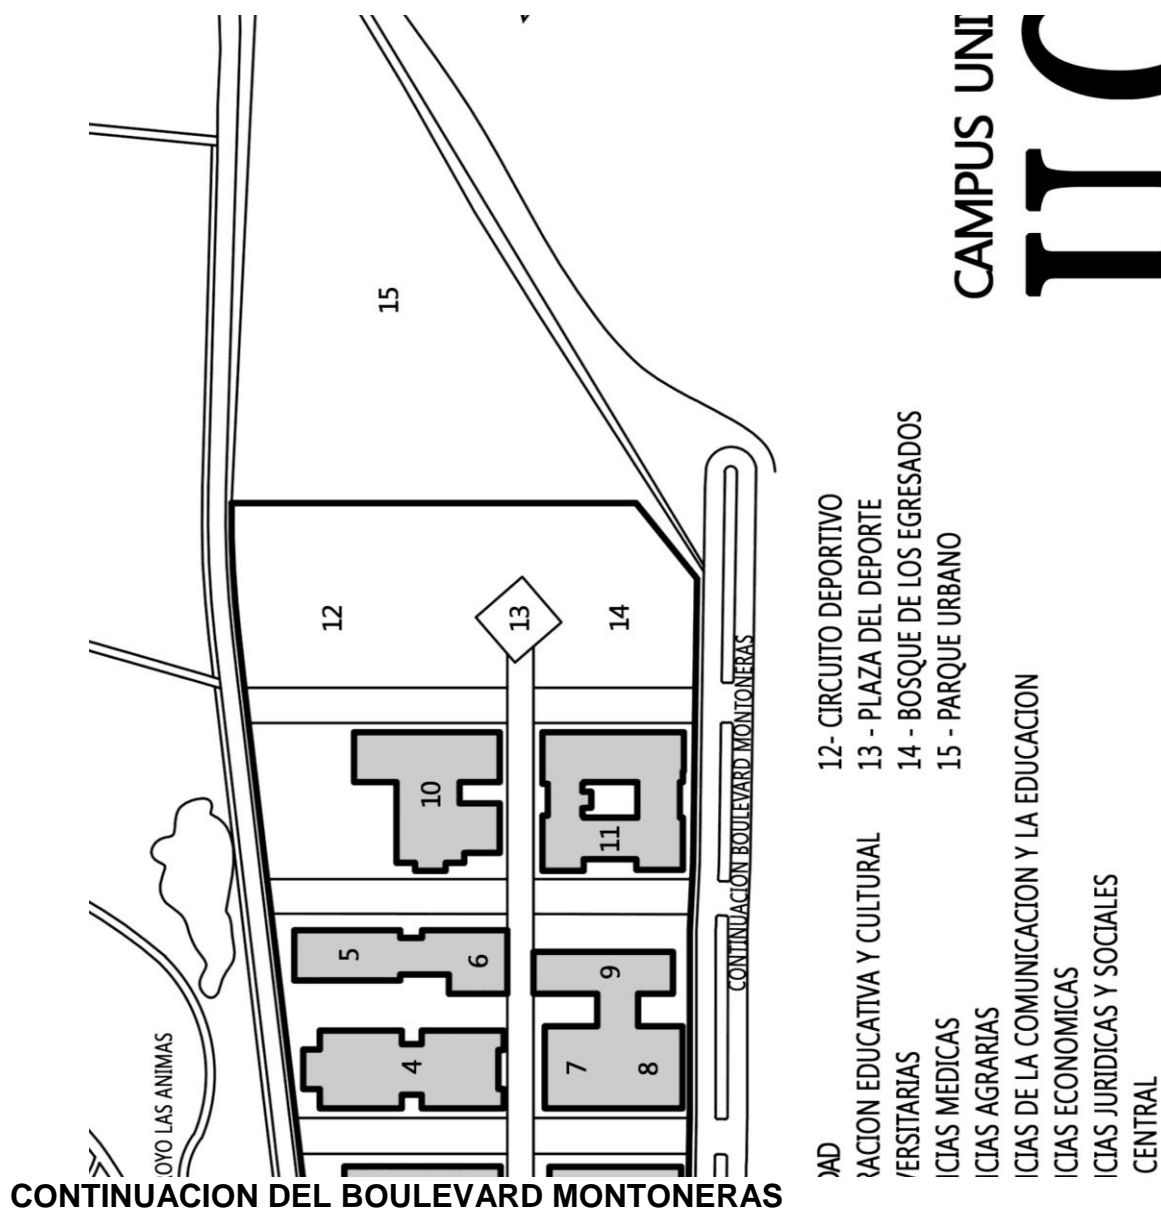 CAMPUS UNI
15
12
13
14
10
11
5
6
9
4
7
8
CONTINUACION BOULEVARD MONTONERAS
OYO LAS ANIMAS
DAD
RACION EDUCATIVA Y CULTURAL
VERSITARIAS
ICIAS MEDICAS
ICIAS AGRARIAS
ICIAS DE LA COMUNICACION Y LA EDUCACION
ICIAS ECONOMICAS
ICIAS JURIDICAS Y SOCIALES
CENTRAL
12- CIRCUITO DEPORTIVO
13 - PLAZA DEL DEPORTE
14 - BOSQUE DE LOS EGRESADOS
15 - PARQUE URBANO
CONTINUACION DEL BOULEVARD MONTONERAS